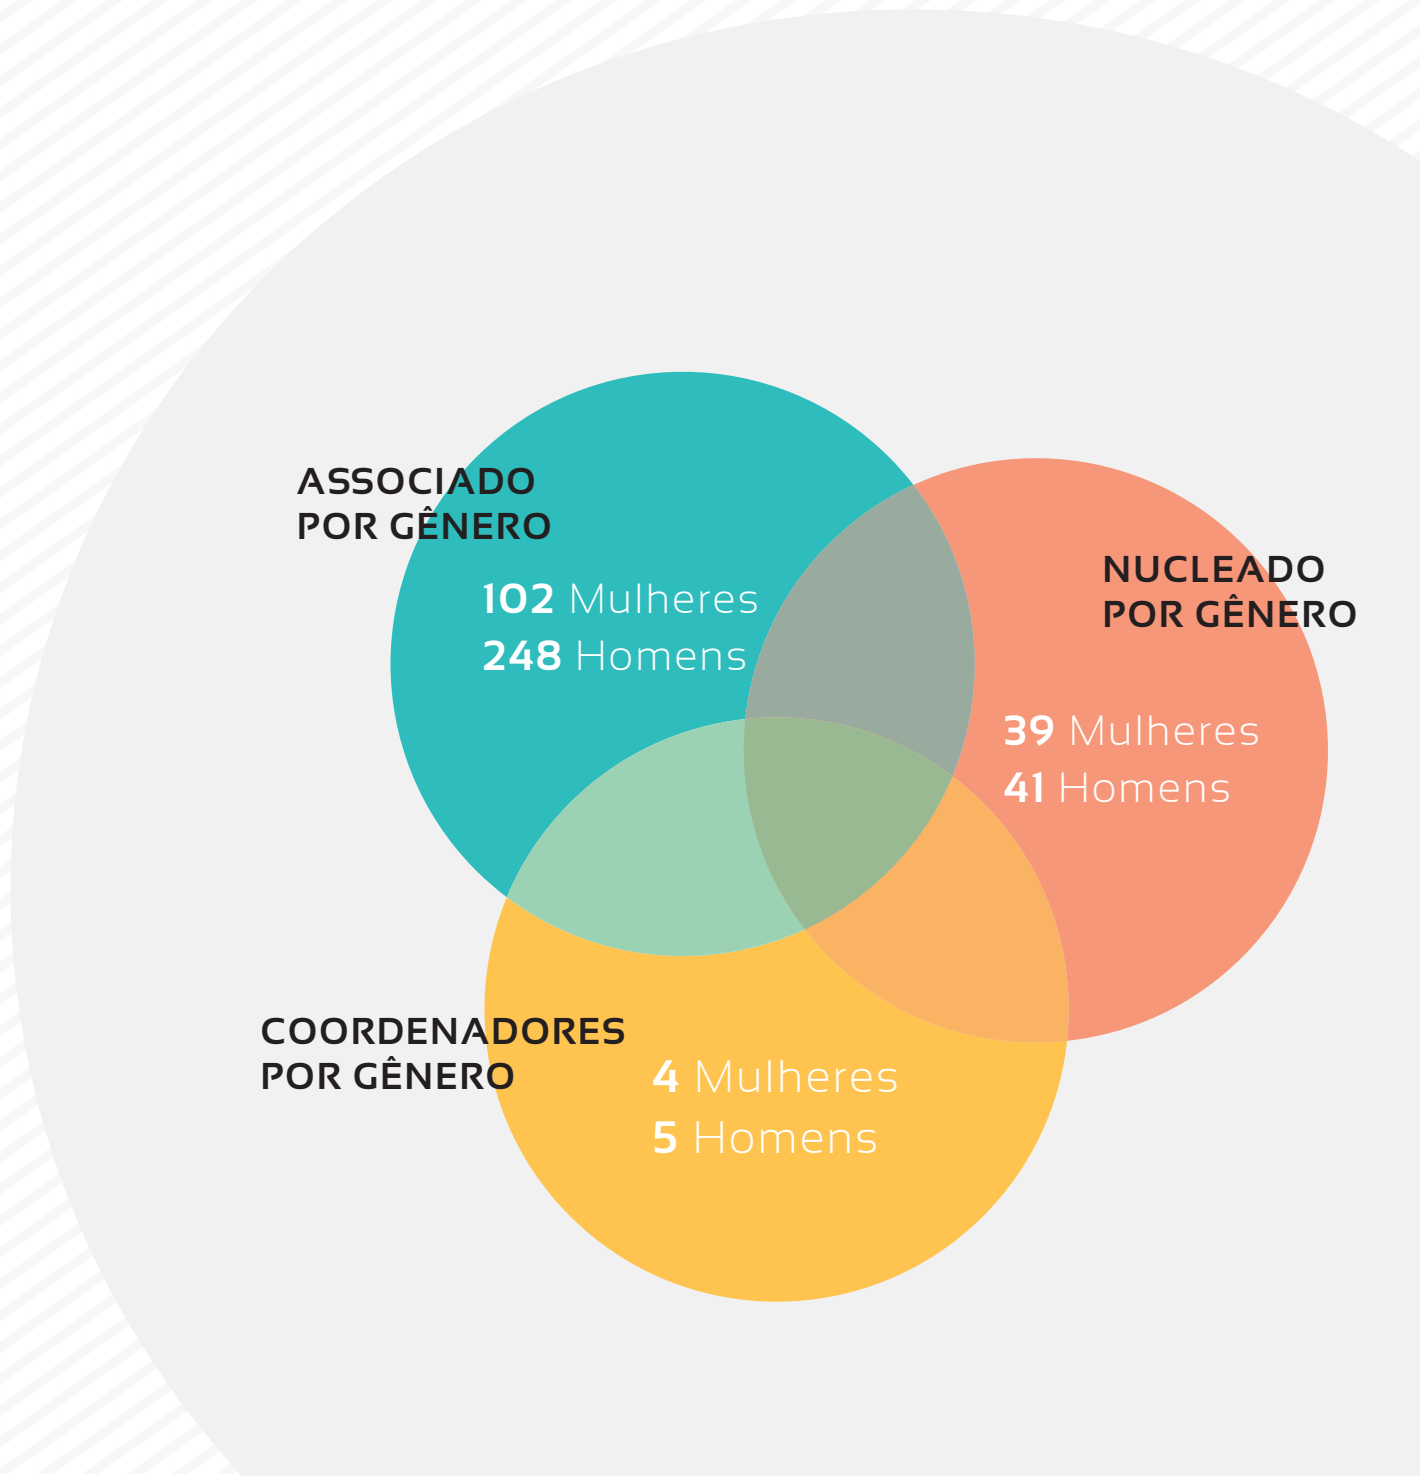 ASSOCIADO
POR GÊNERO
102 Mulheres
248 Homens
NUCLEADO
POR GÊNERO
39 Mulheres
41 Homens
COORDENADORES
POR GÊNERO
4 Mulheres
5 Homens